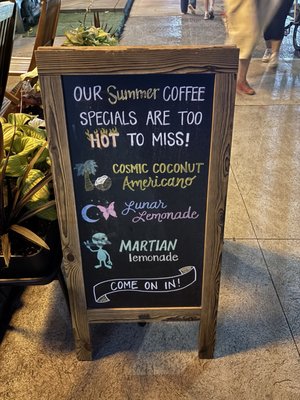 OUR Summer COFFEE
SPECIALS ARE TOO
HOT TO MISS!
COSMIC COCONUT
Americano
Lunar
Lemonade
MARTIAN
lemonade
COME ON IN!